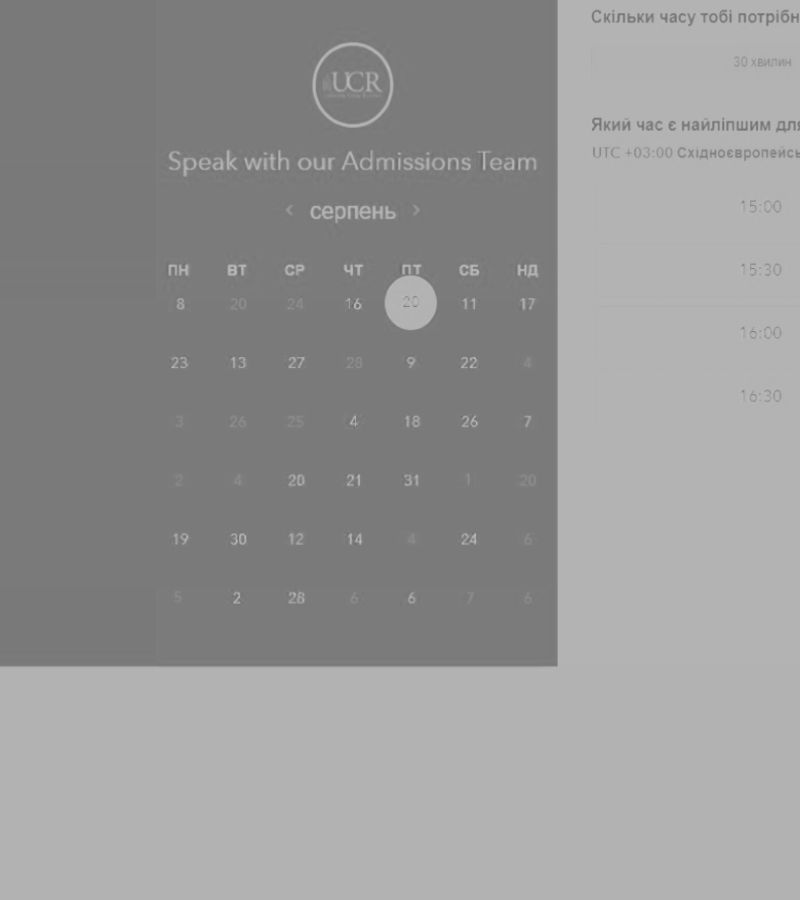 UCR
Speak with our Admissions Team
‹ серпень ›
ПН ВТ СР ЧТ ПТ СБ НД
8 20 24 16 20 11 17
23 13 27 28 9 22 4
3 26 25 4 18 26 7
2 4 20 21 31 1 20
19 30 12 14 4 24 6
5 2 28 6 6 7 6
Скільки часу тобі потрібн
30 хвилин
Який час є найліпшим для
UTC +03:00 Східноєвропейсь
15:00
15:30
16:00
16:30